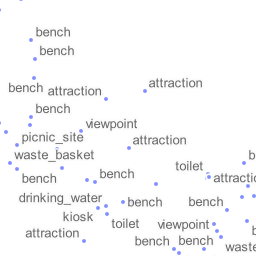 bench
bench
bench
attraction
attraction
bench
viewpoint
picnic_site
attraction
waste_basket
b
toilet
bench
bench
attractic
drinking_water
bench
bench
kiosk
toilet
viewpoint
attraction
b
bench
bench
waste